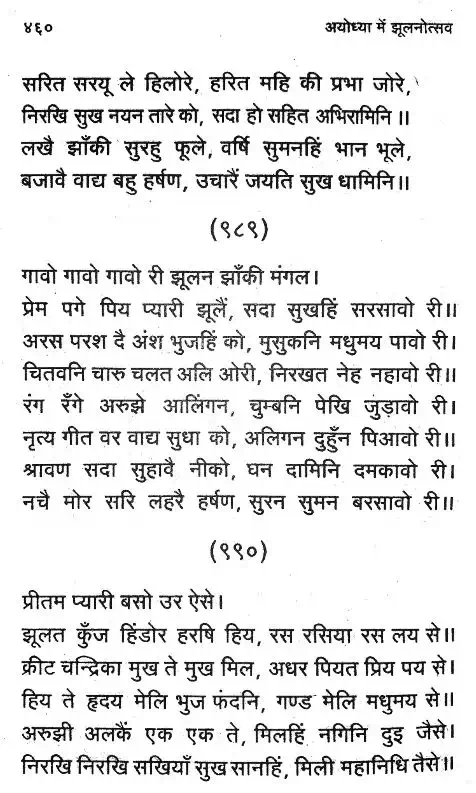 ४६० अयोध्या में झूलनोत्सव
सरित सरयू ले हिलोरे, हरित महि की प्रभा जोरे,
निरखि सुख नयन तारे को, सदा हो सहित अभिरामिनि॥
लखै झाँकी सुरहु फूले, वर्षि सुमनहिं भान भूले,
बजावै वाद्य बहु हर्षण, उचारैं जयति सुख धामिनि॥
(९८९)
गावो गावो गावो री झूलन झाँकी मंगल।
प्रेम पगे पिय प्यारी झूलैं, सदा सुखहिं सरसावो री॥
अरस परश दै अंश भुजहिं को, मुसुकनि मधुमय पावो री।
चितवनि चारु चलत अलि ओरी, निरखत नेह नहावो री॥
रंग रँगे अरुझे आलिंगन, चुम्बनि पेखि जुड़ावो री।
नृत्य गीत वर वाद्य सुधा को, अलिगन दुहुँन पिआवो री॥
श्रावण सदा सुहावै नीको, घन दामिनि दमकावो री।
नचै मोर सरि लहरै हर्षण, सुरन सुमन बरसावो री॥
(९९०)
प्रीतम प्यारी बसो उर ऐसे।
झूलत कुँज हिंडोर हरषि हिय, रस रसिया रस लय से॥
क्रीट चन्द्रिका मुख ते मुख मिल, अधर पियत प्रिय पय से।
हिय ते हृदय मेलि भुज फंदनि, गण्ड मेलि मधुमय से॥
अरुझी अलकैं एक एक ते, मिलहिं नगिनि दुइ जैसे।
निरखि निरखि सखियाँ सुख सानहिं, मिली महानिधि तैसे॥